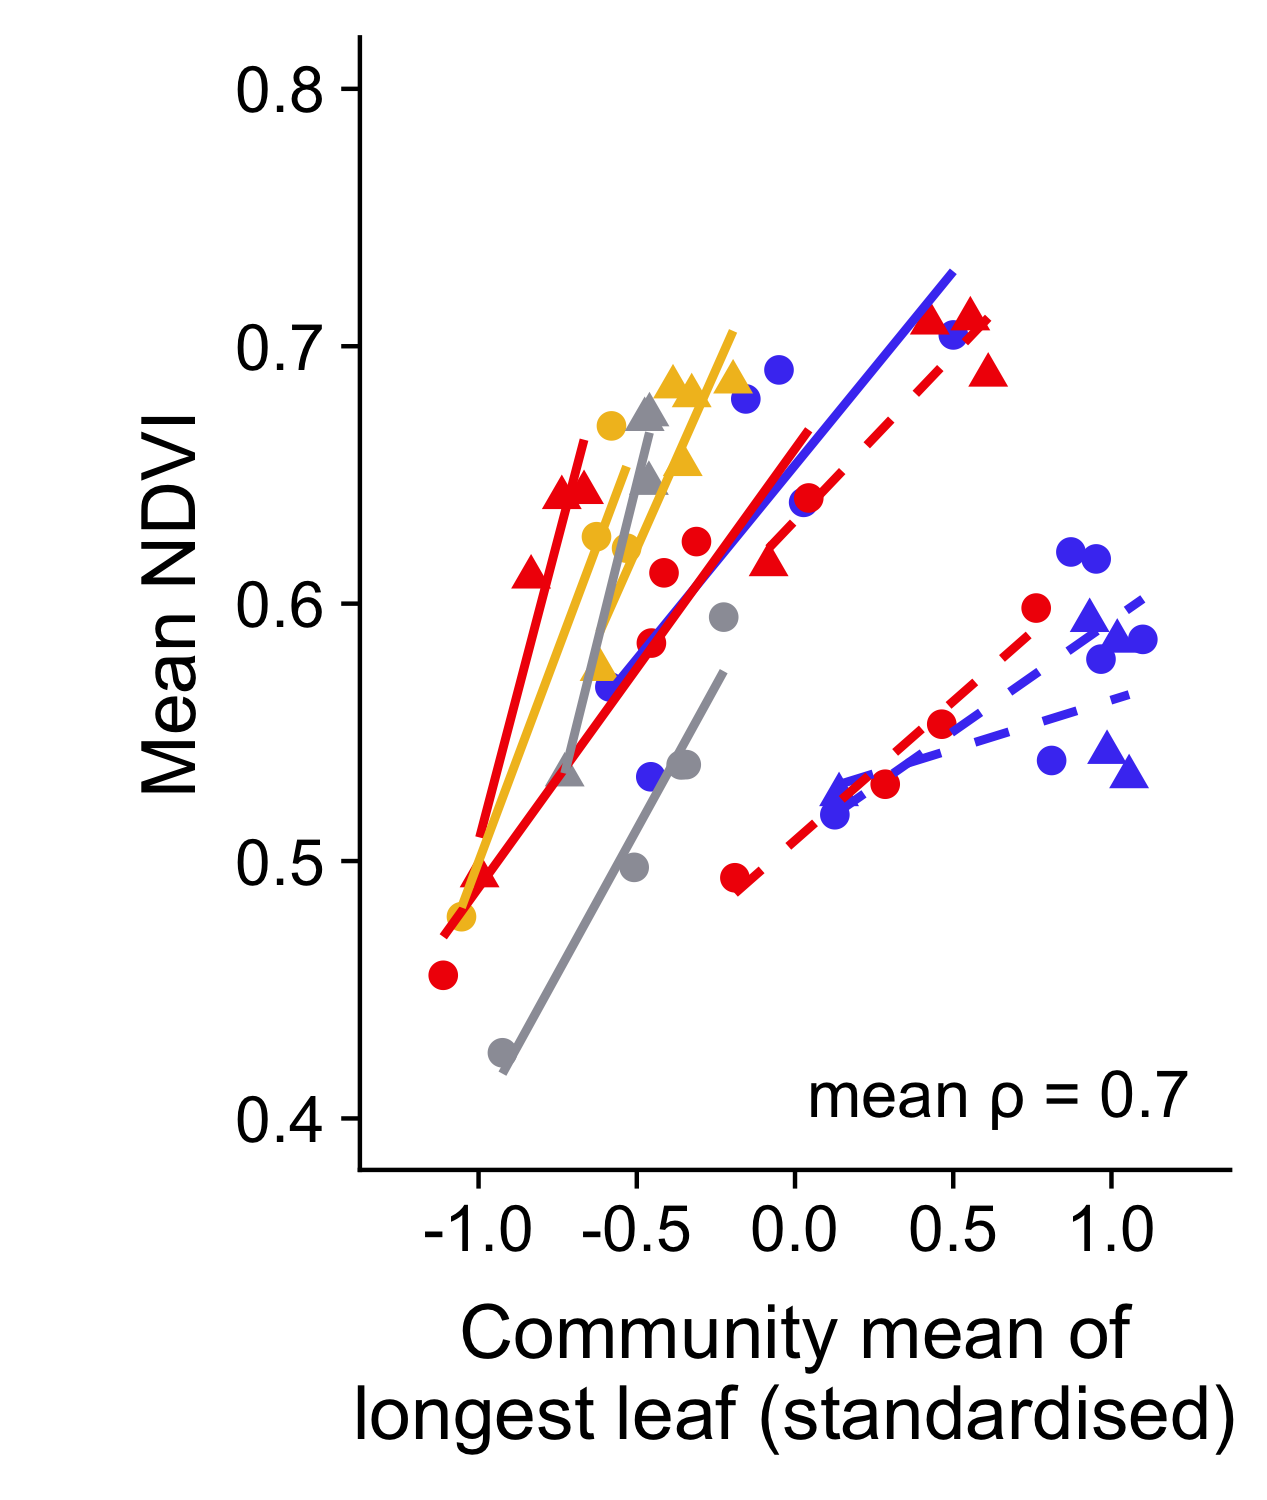 0.8
0.7
0.6
0.5
0.4
Mean NDVI
mean ρ = 0.7
-1.0 -0.5 0.0 0.5 1.0
Community mean of
longest leaf (standardised)